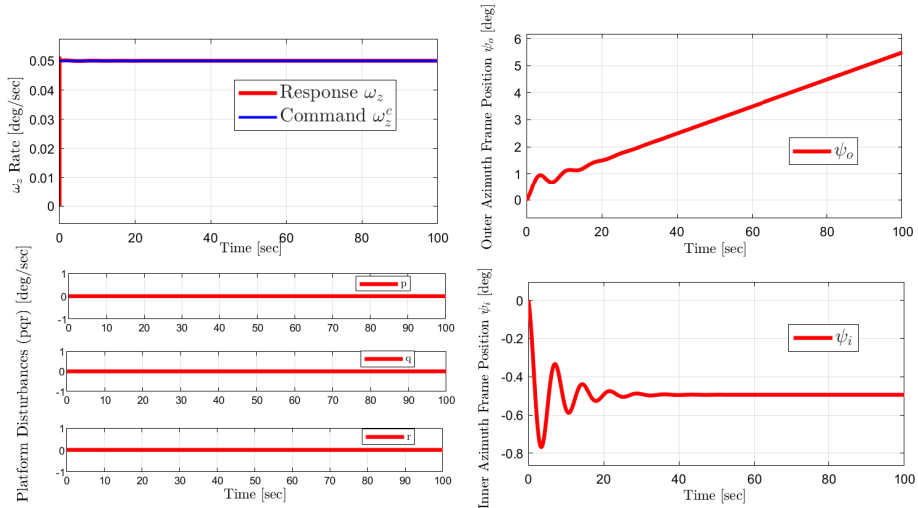 ω_z Rate [deg/sec]
0.05
0.04
0.03
0.02
0.01
0
Response ω_z
Command ω_z^c
0 20 40 60 80 100
Time [sec]
Outer Azimuth Frame Position ψ_o [deg]
6
5
4
3
2
1
0
ψ_o
0 20 40 60 80 100
Time [sec]
Platform Disturbances (pqr) [deg/sec]
1
0
-1
p
0 10 20 30 40 50 60 70 80 90 100
1
0
-1
q
0 10 20 30 40 50 60 70 80 90 100
1
0
-1
r
0 10 20 30 40 50 60 70 80 90 100
Time [sec]
Inner Azimuth Frame Position ψ_i [deg]
0
-0.2
-0.4
-0.6
-0.8
ψ_i
0 20 40 60 80 100
Time [sec]